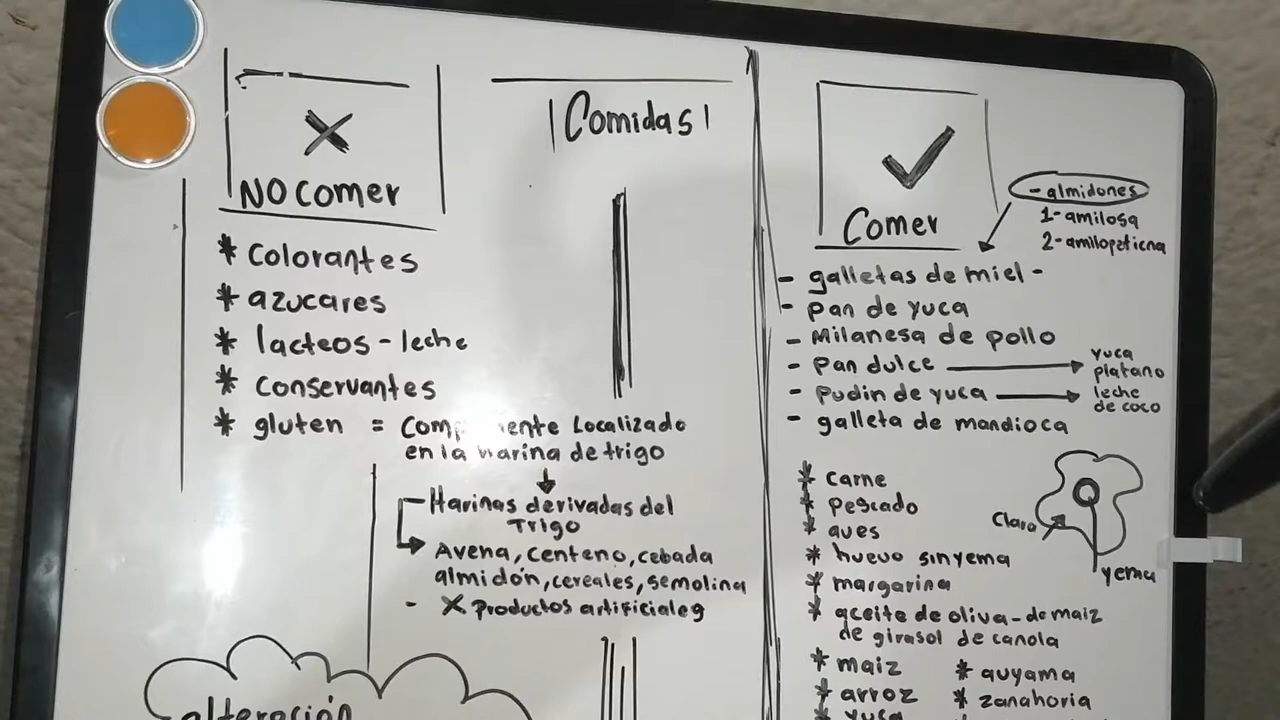 Comidas
NO COMER
* Colorantes
* azucares
* lacteos - leche
* conservantes
* gluten = Localizado
en la harina de trigo
Harinas derivadas del
Trigo
Avena, centeno, cebada
almidón, cereales, semolina
- X productos artificiales
alteración
Comer
- almidones
1- amilosa
2- amilopeticna
- galletas de miel -
- pan de yuca
- Milanesa de pollo
- pan dulce
- pudin de yuca
- galleta de mandioca
yuca
platano
leche
de coco
* carne
* pescado
* aves
* huevo sin yema
* margarina
* aceite de oliva - de maiz
de girasol de canola
* maiz
* arroz
* yuca
* auyama
* zanahoria
Claro
yema